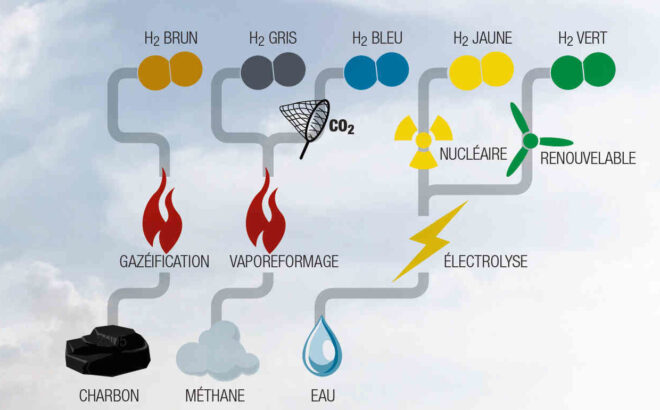 H₂ BRUN
H₂ GRIS
H₂ BLEU
H₂ JAUNE
H₂ VERT
CO₂
NUCLÉAIRE
RENOUVELABLE
GAZÉIFICATION
VAPOREFORMAGE
ÉLECTROLYSE
CHARBON
MÉTHANE
EAU